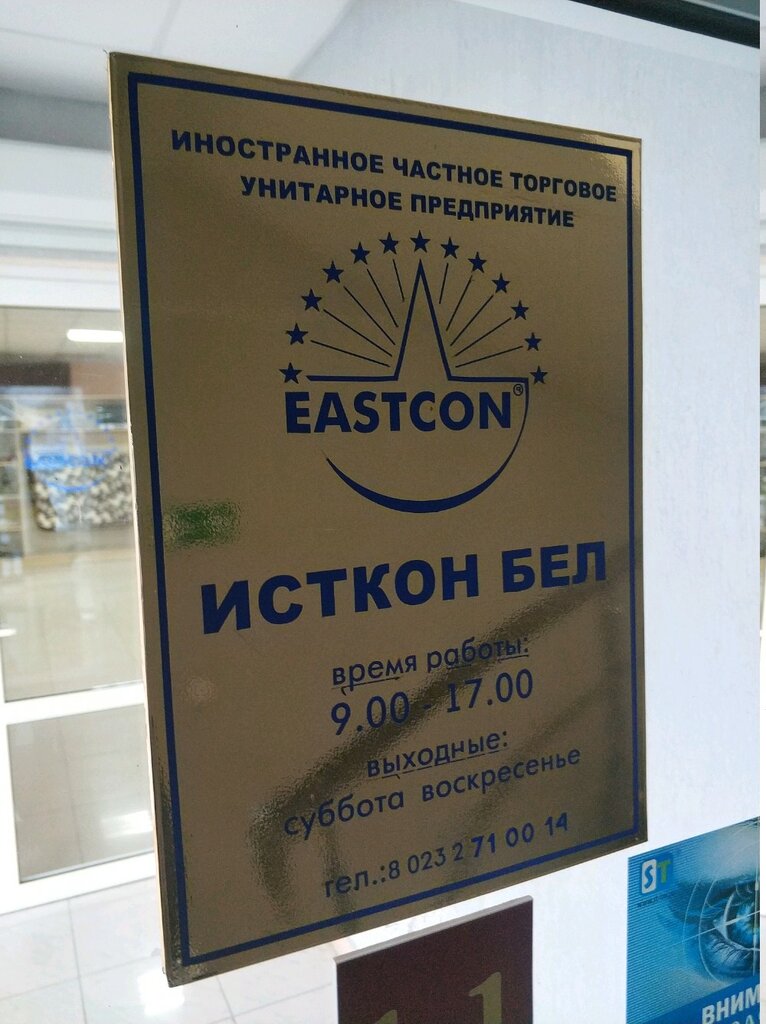 ИНОСТРАННОЕ ЧАСТНОЕ ТОРГОВОЕ
УНИТАРНОЕ ПРЕДПРИЯТИЕ
EASTCON®
ИСТКОН БЕЛ
время работы:
9.00 - 17.00
выходные:
суббота воскресенье
тел.: 8 023 2 71 00 14
ST